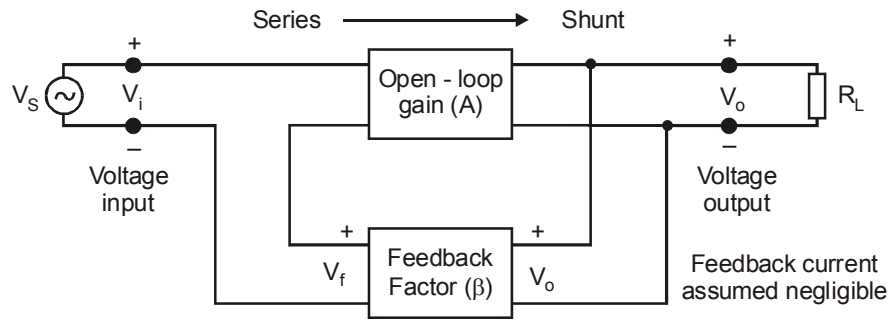 Series
Shunt
+
+
V_S
V_i
Open - loop
gain (A)
V_o
R_L
–
–
Voltage
input
Voltage
output
+
+
V_f
Feedback
Factor (β)
V_o
Feedback current
assumed negligible